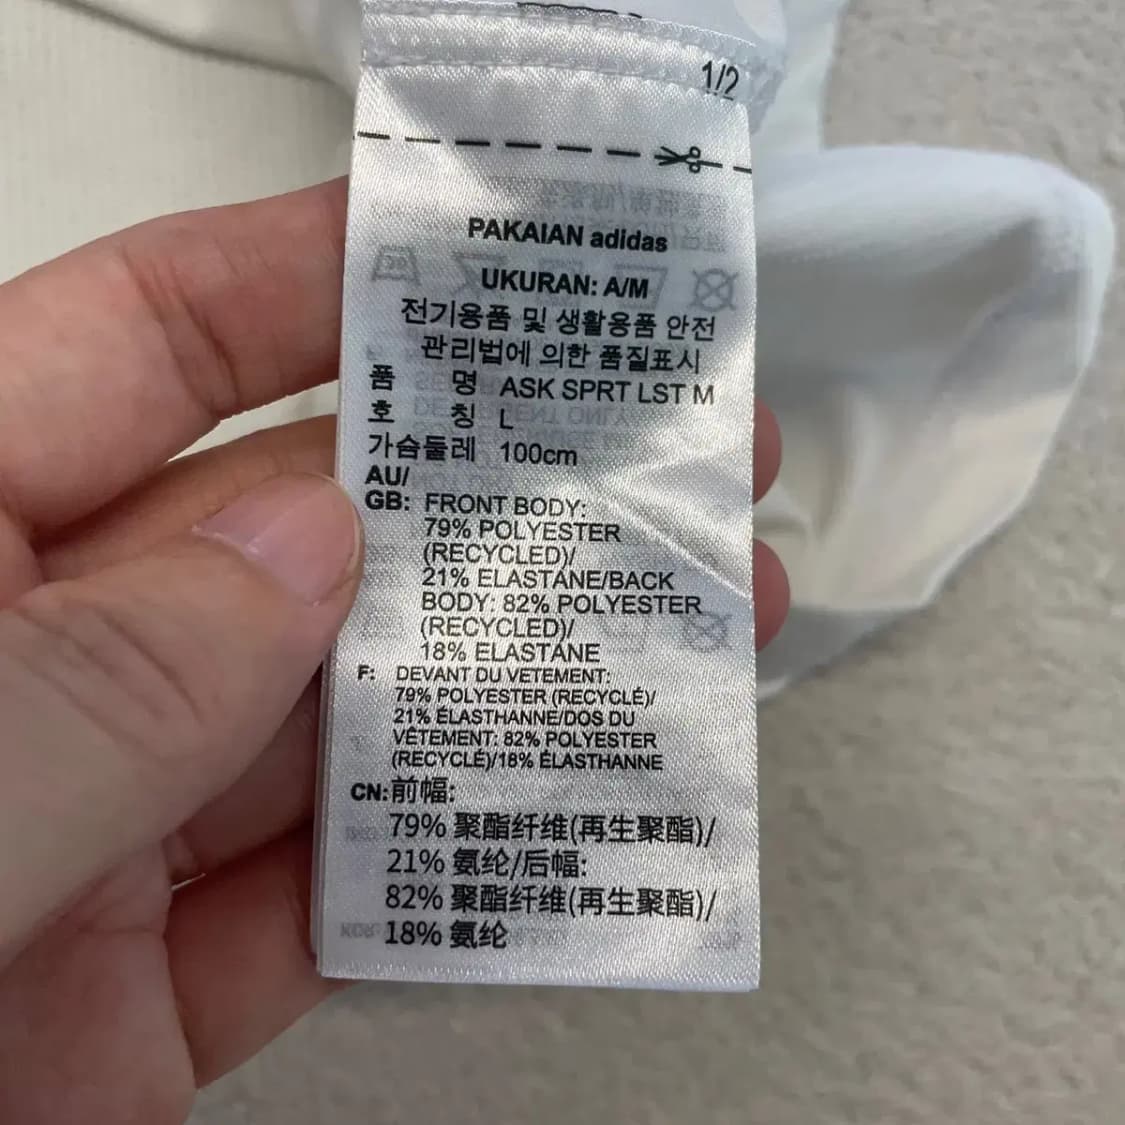 1/2
PAKAIAN adidas
UKURAN: A/M
전기용품 및 생활용품 안전
관리법에 의한 품질표시
품 명 ASK SPRT LST M
호 칭 L
가슴둘레 100cm
AU/
GB: FRONT BODY:
79% POLYESTER
(RECYCLED)/
21% ELASTANE/BACK
BODY: 82% POLYESTER
(RECYCLED)/
18% ELASTANE
F: DEVANT DU VETEMENT:
79% POLYESTER (RECYCLÉ)/
21% ÉLASTHANNE/DOS DU
VÊTEMENT: 82% POLYESTER
(RECYCLÉ)/18% ÉLASTHANNE
CN:前幅:
79% 聚酯纤维(再生聚酯)/
21% 氨纶/后幅:
82% 聚酯纤维(再生聚酯)/
18% 氨纶